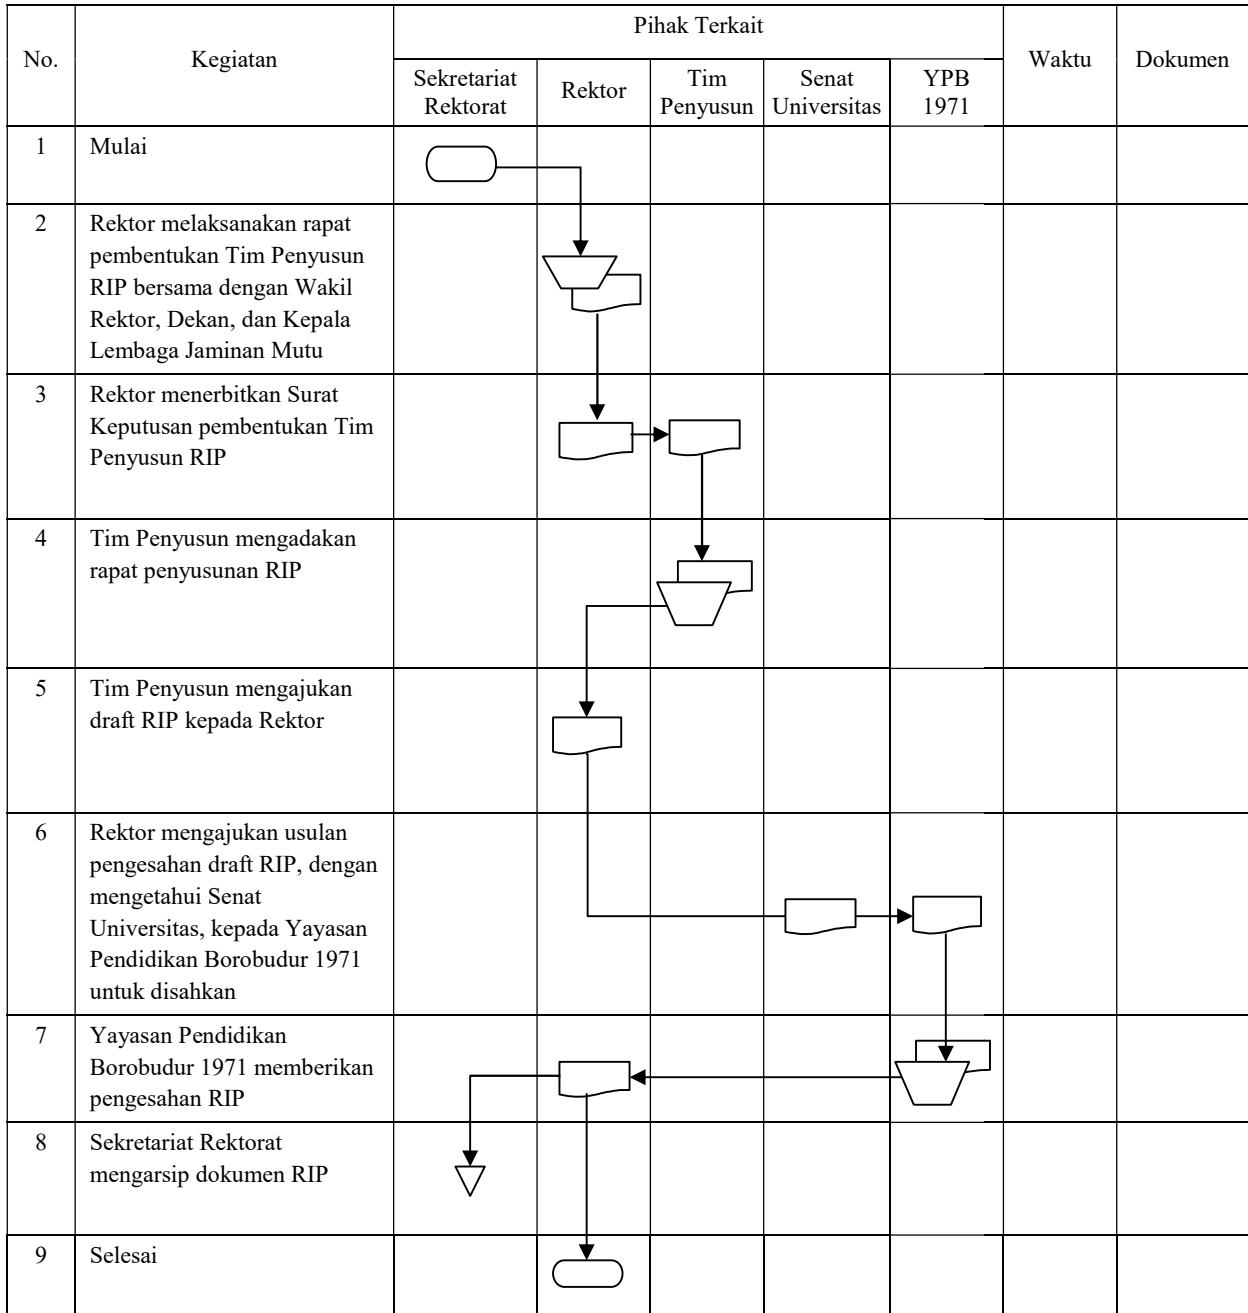 No.
Kegiatan
Pihak Terkait
Waktu
Dokumen
Sekretariat
Rektorat
Rektor
Tim
Penyusun
Senat
Universitas
YPB
1971
1
Mulai
2
Rektor melaksanakan rapat
pembentukan Tim Penyusun
RIP bersama dengan Wakil
Rektor, Dekan, dan Kepala
Lembaga Jaminan Mutu
3
Rektor menerbitkan Surat
Keputusan pembentukan Tim
Penyusun RIP
4
Tim Penyusun mengadakan
rapat penyusunan RIP
5
Tim Penyusun mengajukan
draft RIP kepada Rektor
6
Rektor mengajukan usulan
pengesahan draft RIP, dengan
mengetahui Senat
Universitas, kepada Yayasan
Pendidikan Borobudur 1971
untuk disahkan
7
Yayasan Pendidikan
Borobudur 1971 memberikan
pengesahan RIP
8
Sekretariat Rektorat
mengarsip dokumen RIP
9
Selesai